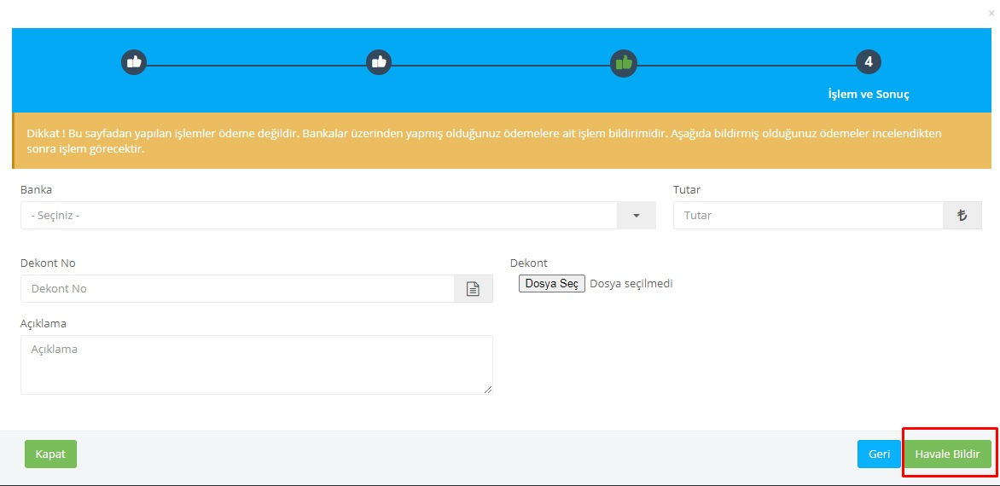 ×
4
İşlem ve Sonuç
Dikkat ! Bu sayfadan yapılan işlemler ödeme değildir. Bankalar üzerinden yapmış olduğunuz ödemelere ait işlem bildirimidir. Aşağıda bildirmiş olduğunuz ödemeler incelendikten
sonra işlem görecektir.
Banka
Tutar
- Seçiniz -
Tutar ₺
Dekont No
Dekont
Dekont No
Dosya Seç Dosya seçilmedi
Açıklama
Açıklama
Kapat
Geri
Havale Bildir